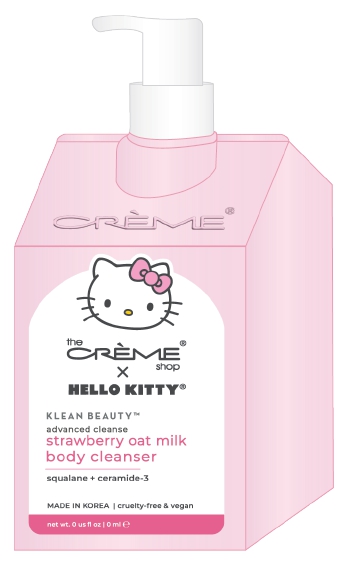 CRÈME®
the
CRÈME®
shop
×
HELLO KITTY®
KLEAN BEAUTY™
advanced cleanse
strawberry oat milk
body cleanser
squalane + ceramide-3
MADE IN KOREA | cruelty-free & vegan
net wt. 0 us fl oz | 0 ml ℮